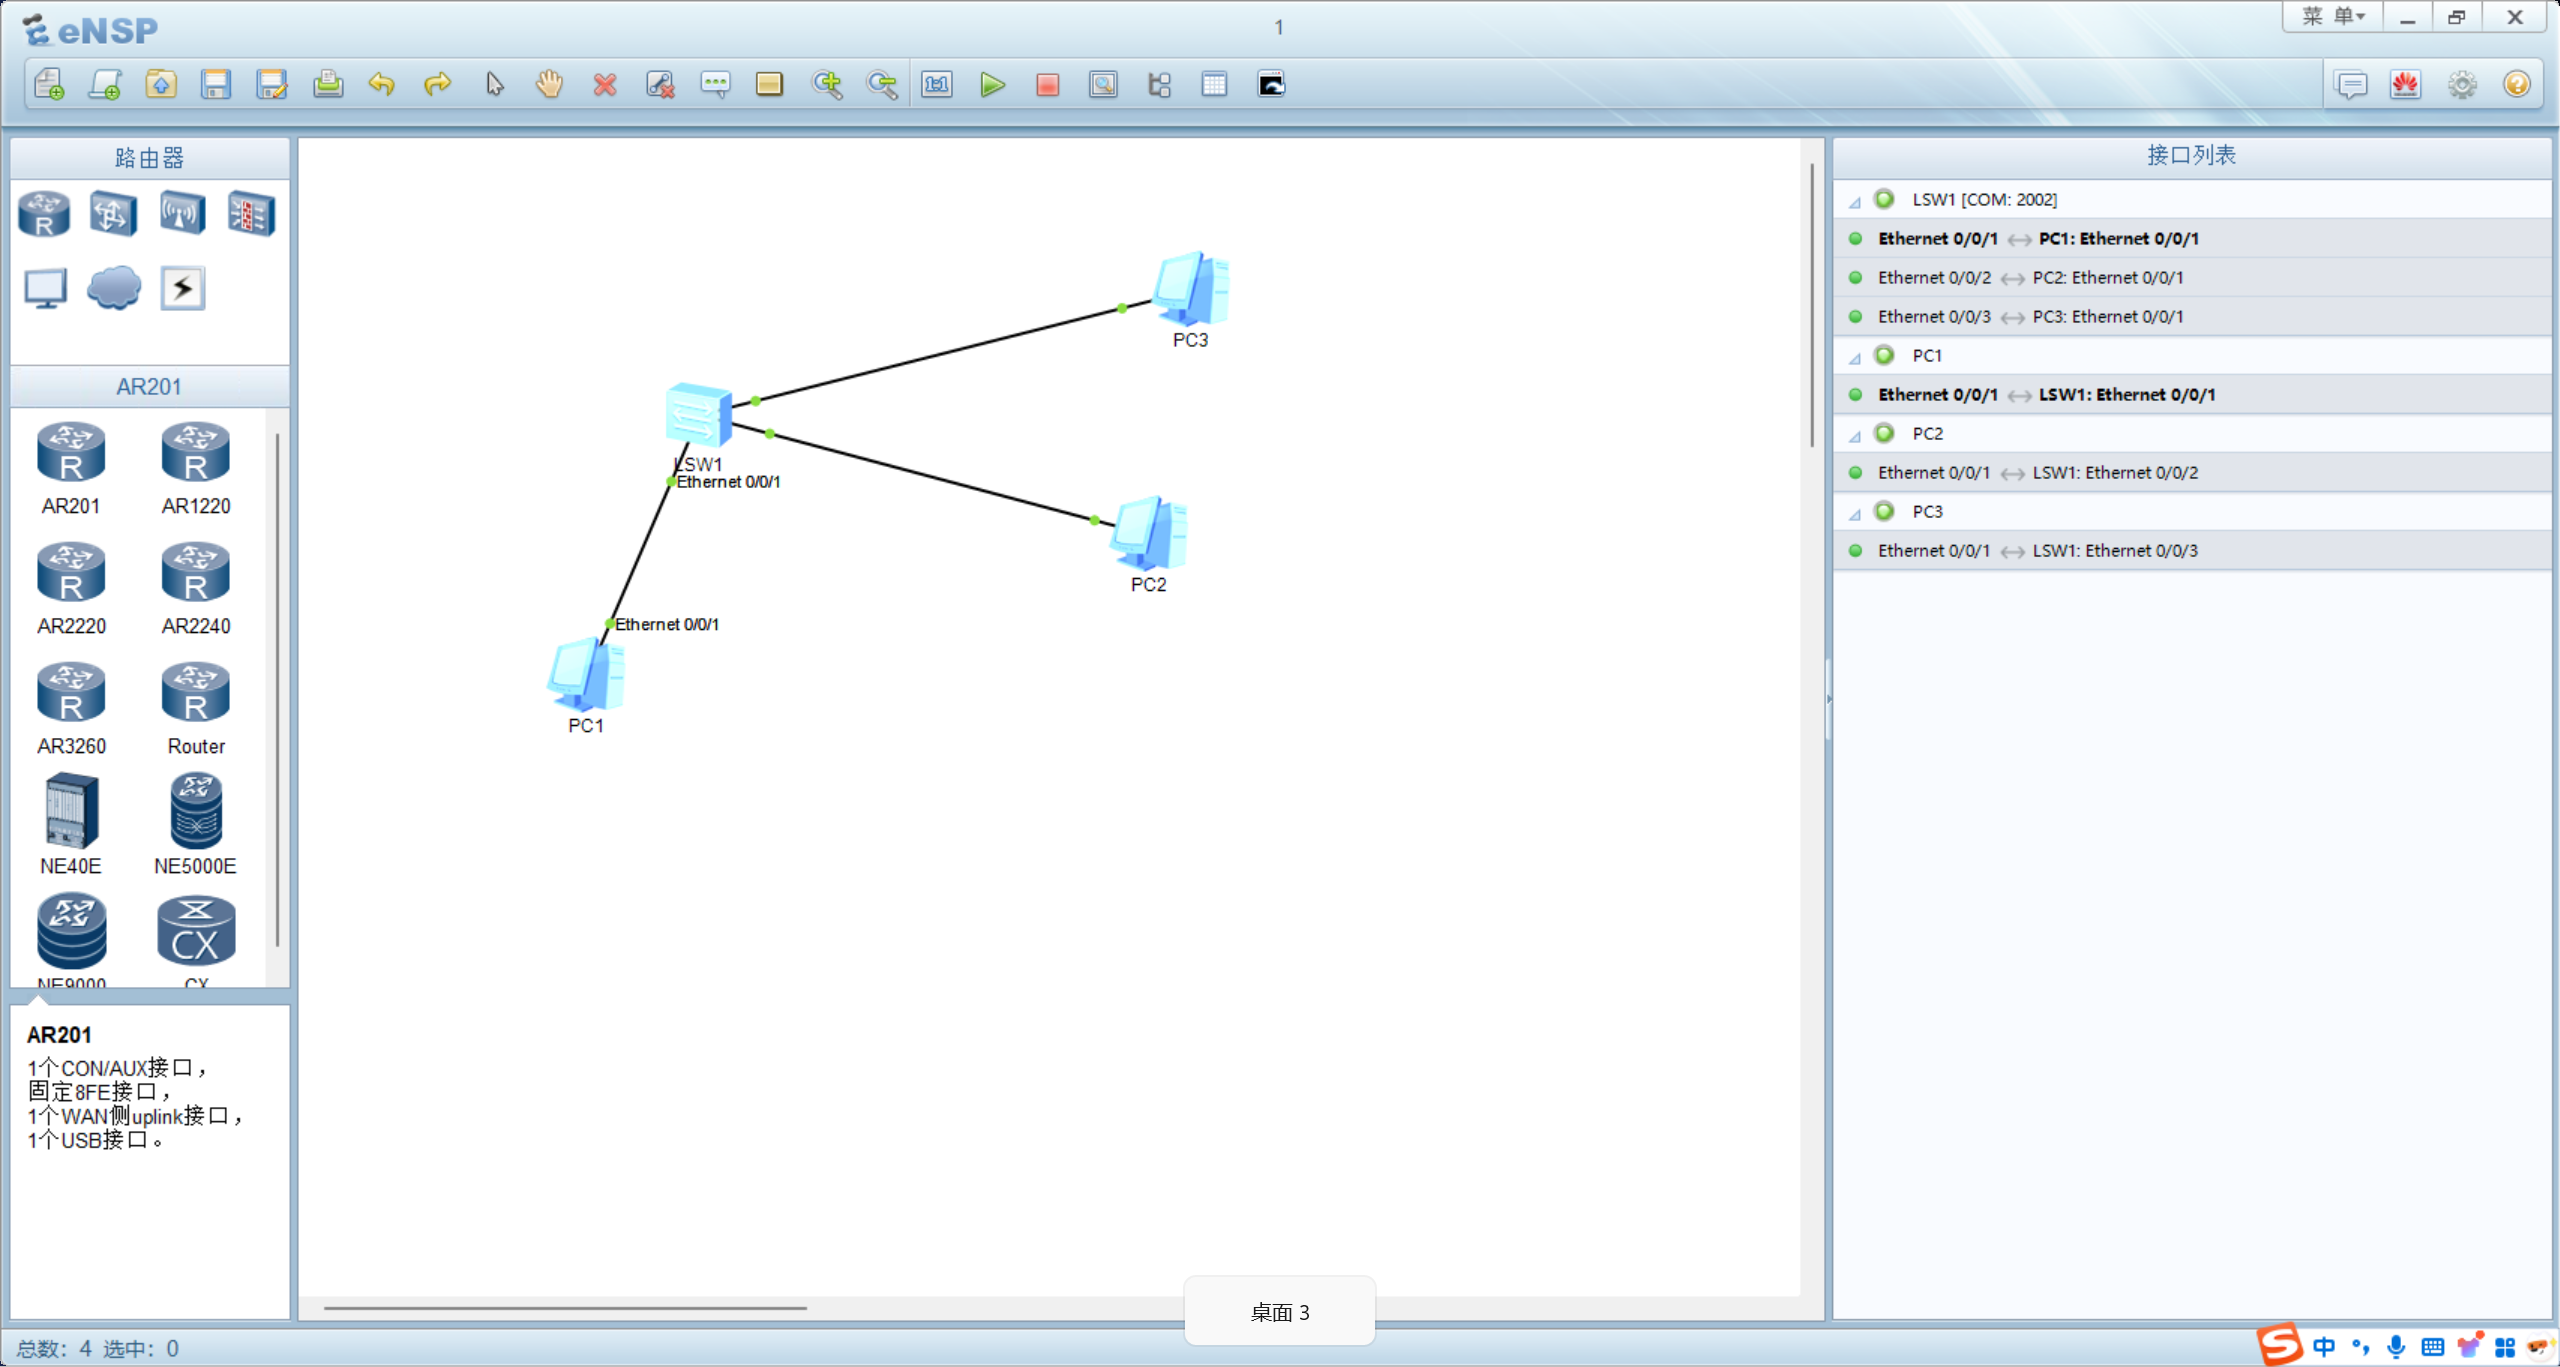 eNSP
1
菜 单
路由器
AR201
AR201
AR1220
AR2220
AR2240
AR3260
Router
NE40E
NE5000E
NE9000
CX
AR201
1个CON/AUX接口，
固定8FE接口，
1个WAN侧uplink接口，
1个USB接口。
PC3
LSW1
Ethernet 0/0/1
PC2
Ethernet 0/0/1
PC1
接口列表
LSW1 [COM: 2002]
Ethernet 0/0/1 ↔ PC1: Ethernet 0/0/1
Ethernet 0/0/2 ↔ PC2: Ethernet 0/0/1
Ethernet 0/0/3 ↔ PC3: Ethernet 0/0/1
PC1
Ethernet 0/0/1 ↔ LSW1: Ethernet 0/0/1
PC2
Ethernet 0/0/1 ↔ LSW1: Ethernet 0/0/2
PC3
Ethernet 0/0/1 ↔ LSW1: Ethernet 0/0/3
桌面 3
总数: 4 选中: 0
中